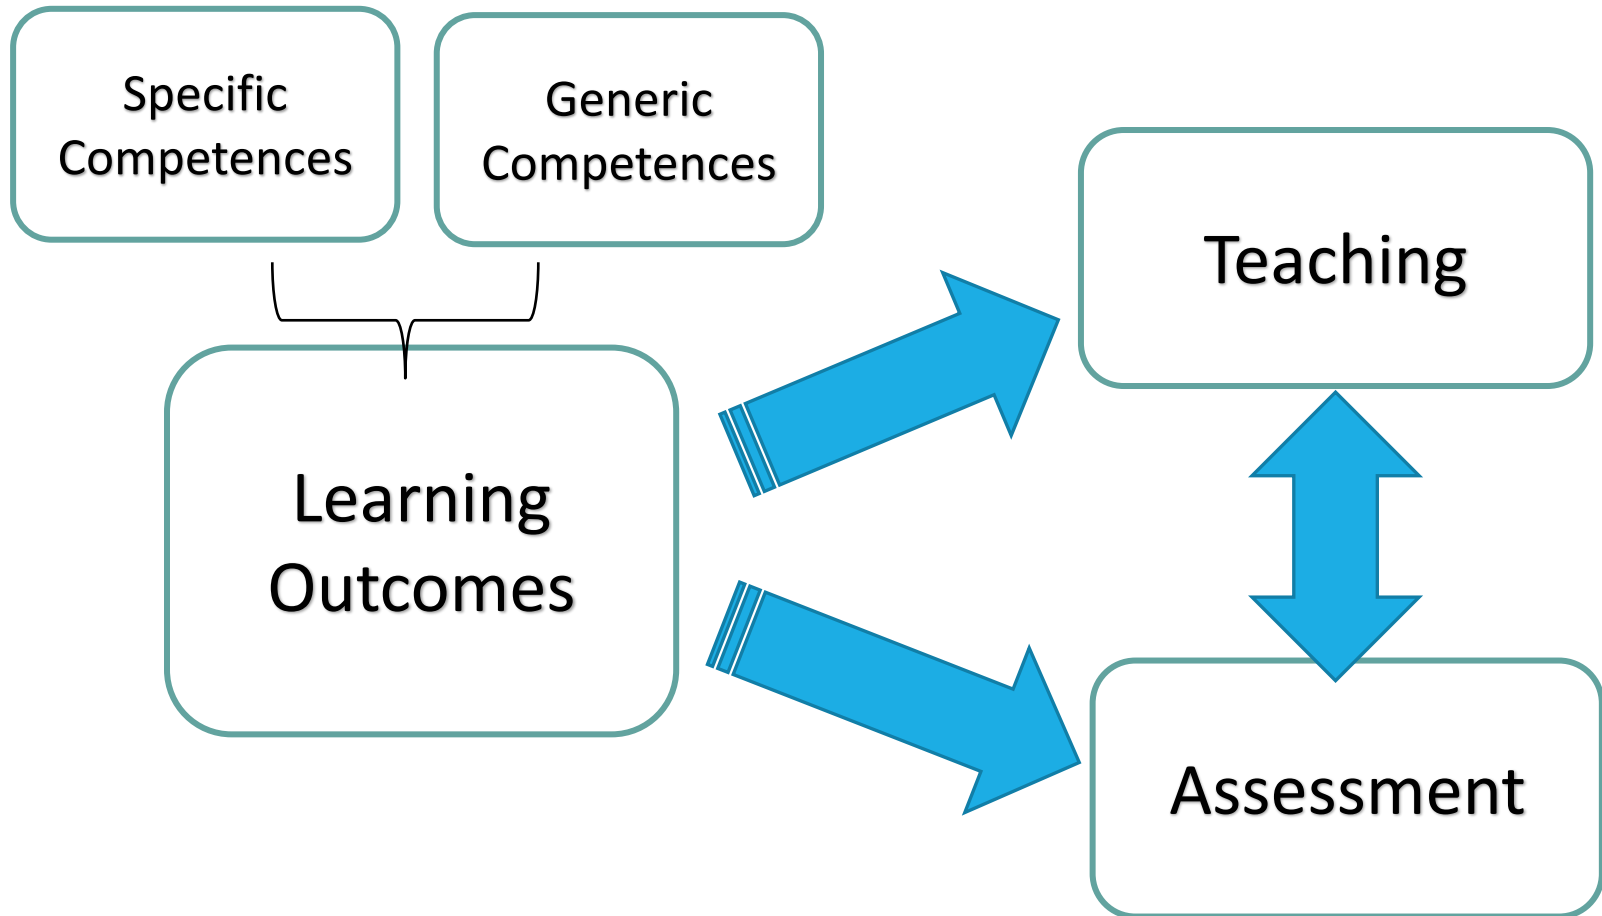 Specific
Competences
Generic
Competences
Teaching
Learning
Outcomes
Assessment